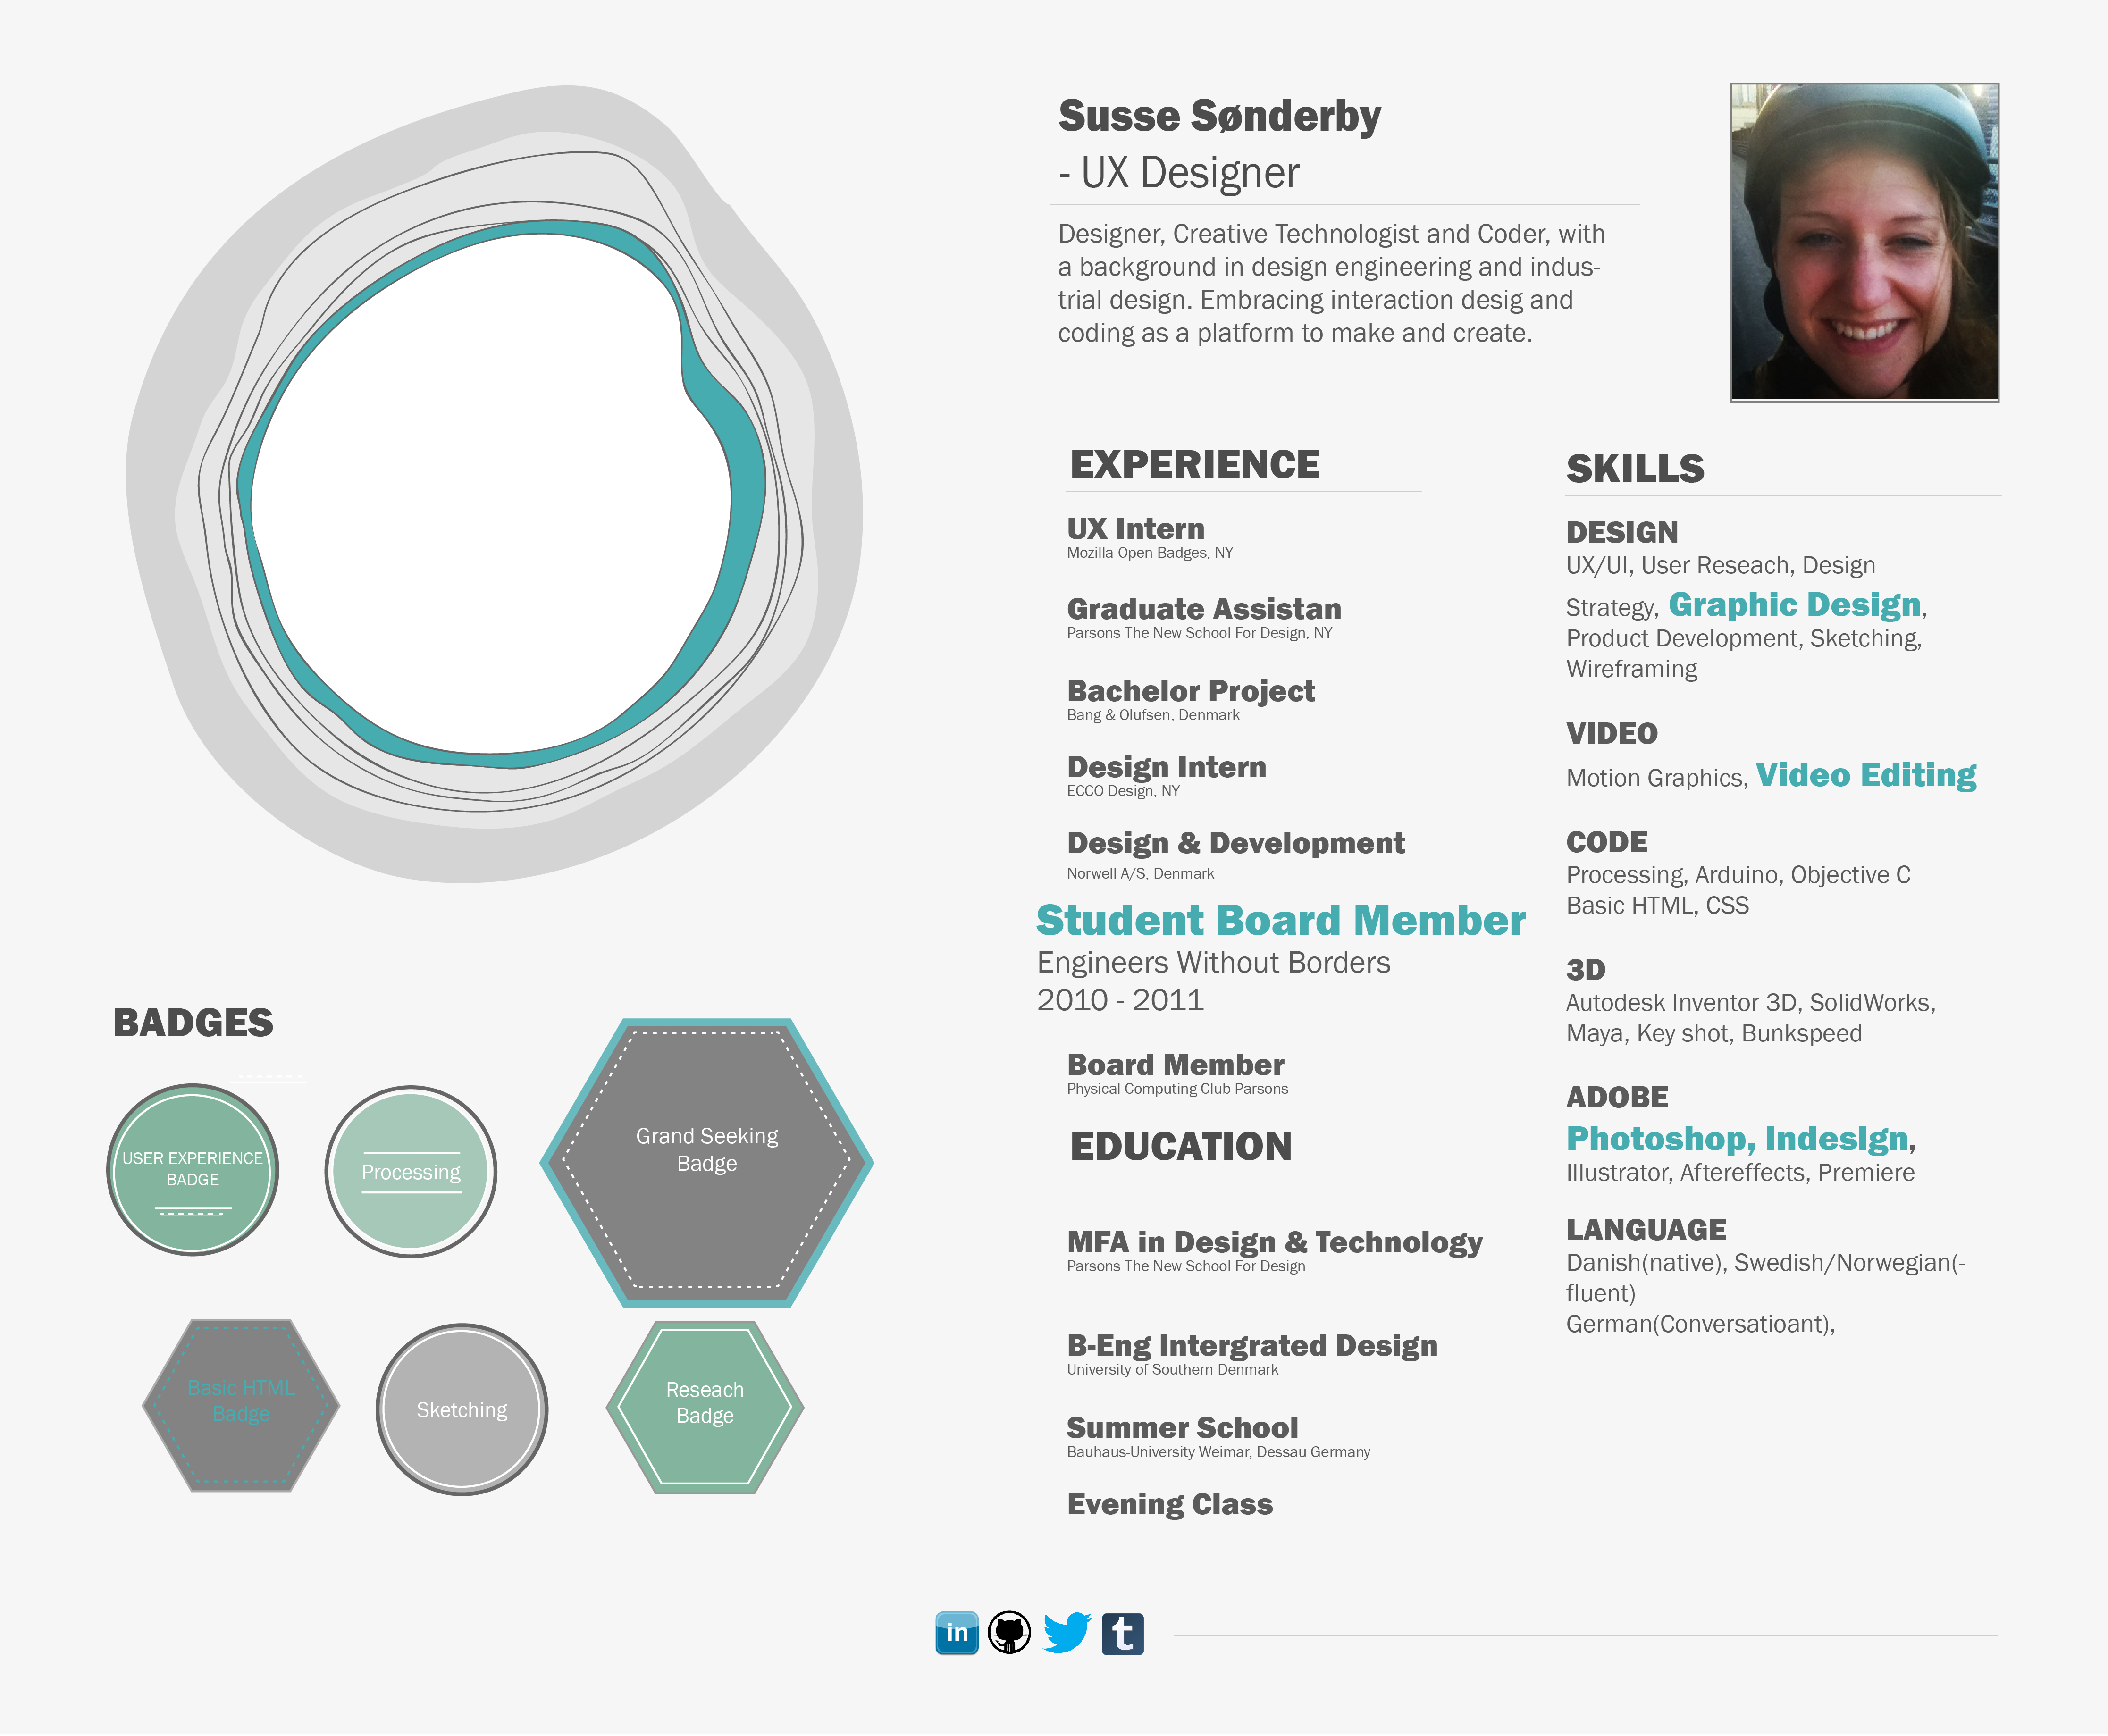 Susse Sønderby
- UX Designer
Designer, Creative Technologist and Coder, with
a background in design engineering and indus-
trial design. Embracing interaction desig and
coding as a platform to make and create.
EXPERIENCE
UX Intern
Mozilla Open Badges, NY
Graduate Assistan
Parsons The New School For Design, NY
Bachelor Project
Bang & Olufsen, Denmark
Design Intern
ECCO Design, NY
Design & Development
Norwell A/S, Denmark
Student Board Member
Engineers Without Borders
2010 - 2011
Board Member
Physical Computing Club Parsons
EDUCATION
MFA in Design & Technology
Parsons The New School For Design
B-Eng Intergrated Design
University of Southern Denmark
Summer School
Bauhaus-University Weimar, Dessau Germany
Evening Class
SKILLS
DESIGN
UX/UI, User Reseach, Design
Strategy, Graphic Design,
Product Development, Sketching,
Wireframing
VIDEO
Motion Graphics, Video Editing
CODE
Processing, Arduino, Objective C
Basic HTML, CSS
3D
Autodesk Inventor 3D, SolidWorks,
Maya, Key shot, Bunkspeed
ADOBE
Photoshop, Indesign,
Illustrator, Aftereffects, Premiere
LANGUAGE
Danish(native), Swedish/Norwegian(-
fluent)
German(Conversatioant),
BADGES
USER EXPERIENCE
BADGE
Processing
Grand Seeking
Badge
Basic HTML
Badge
Sketching
Reseach
Badge
in
t